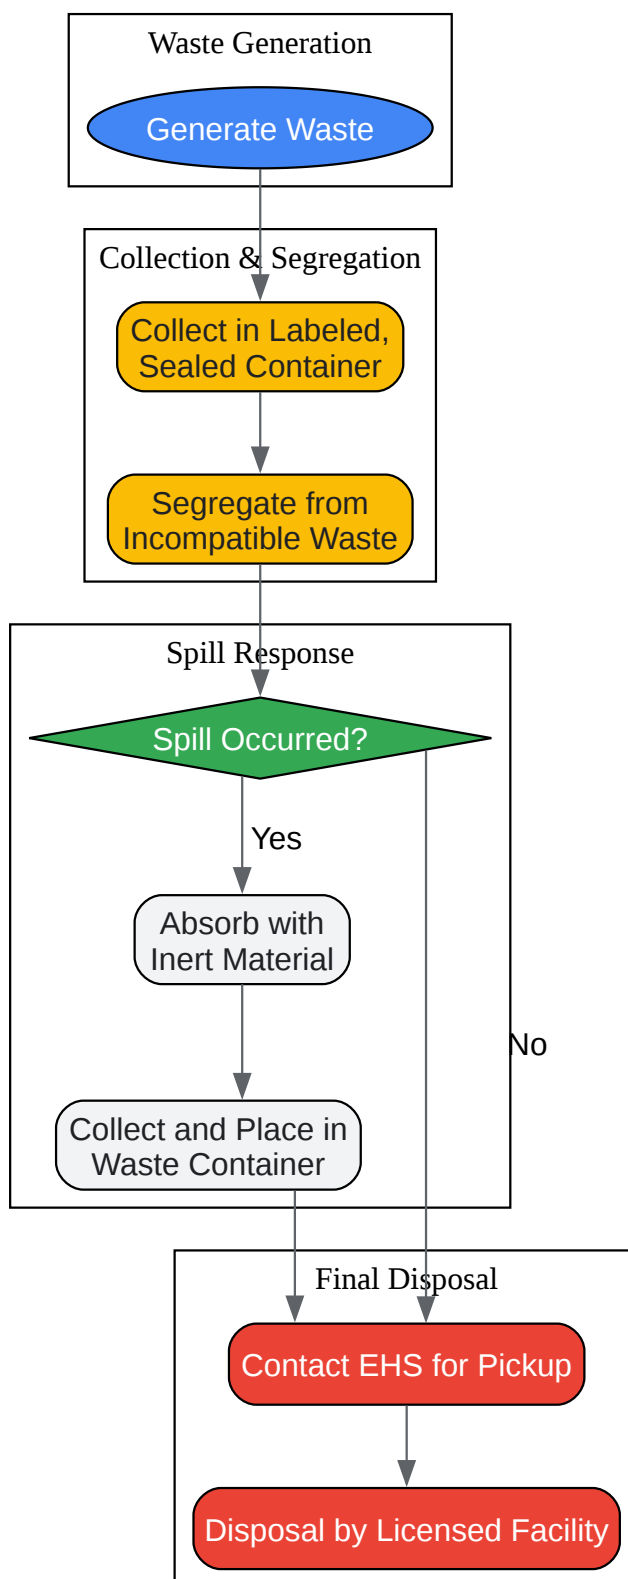 Waste Generation
Generate Waste
Collection & Segregation
Collect in Labeled,
Sealed Container
Segregate from
Incompatible Waste
Spill Response
Spill Occurred?
Yes
Absorb with
Inert Material
No
Collect and Place in
Waste Container
Final Disposal
Contact EHS for Pickup
Disposal by Licensed Facility